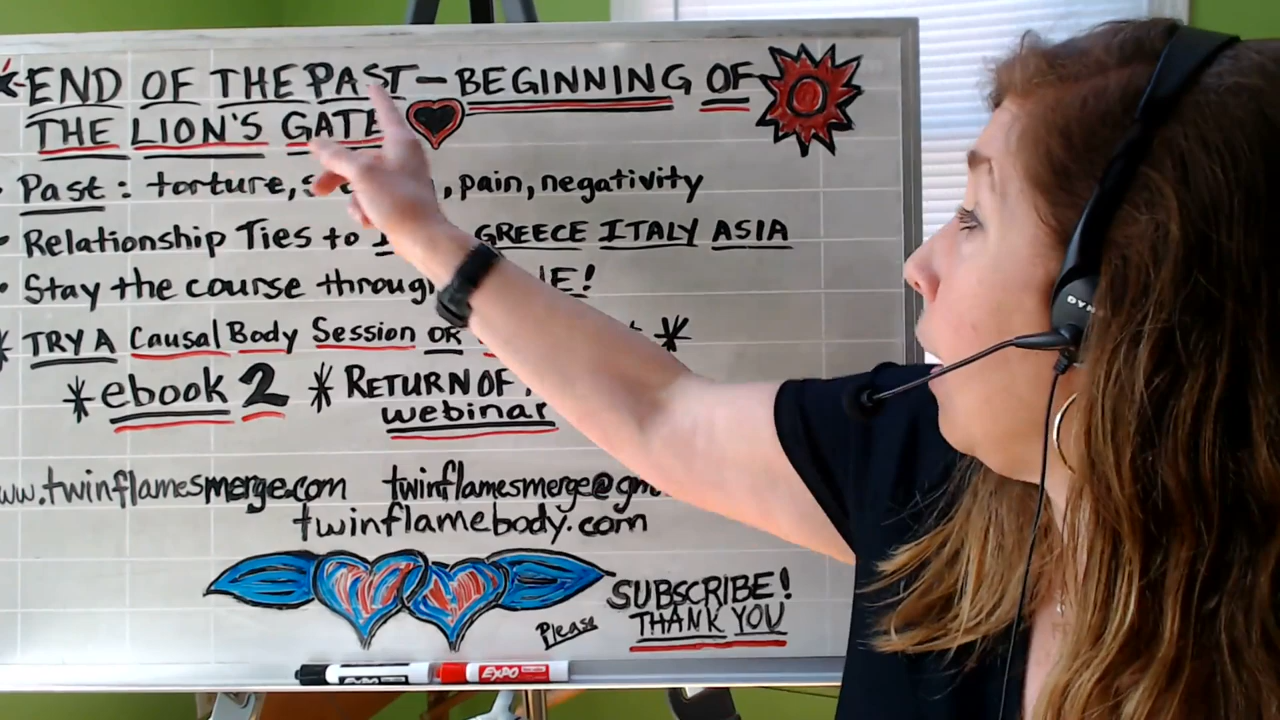 END OF THE PAST - BEGINNING OF
THE LION'S GATE
Past: torture, , pain, negativity
Relationship Ties to GREECE ITALY ASIA
Stay the course through
* TRY A Causal Body Session OR *
* ebook 2 * RETURN OF
webinar
www.twinflamesmerge.com twinflamesmerge@gm
twinflamebody.com
Please SUBSCRIBE!
THANK YOU
EXPO EXPO